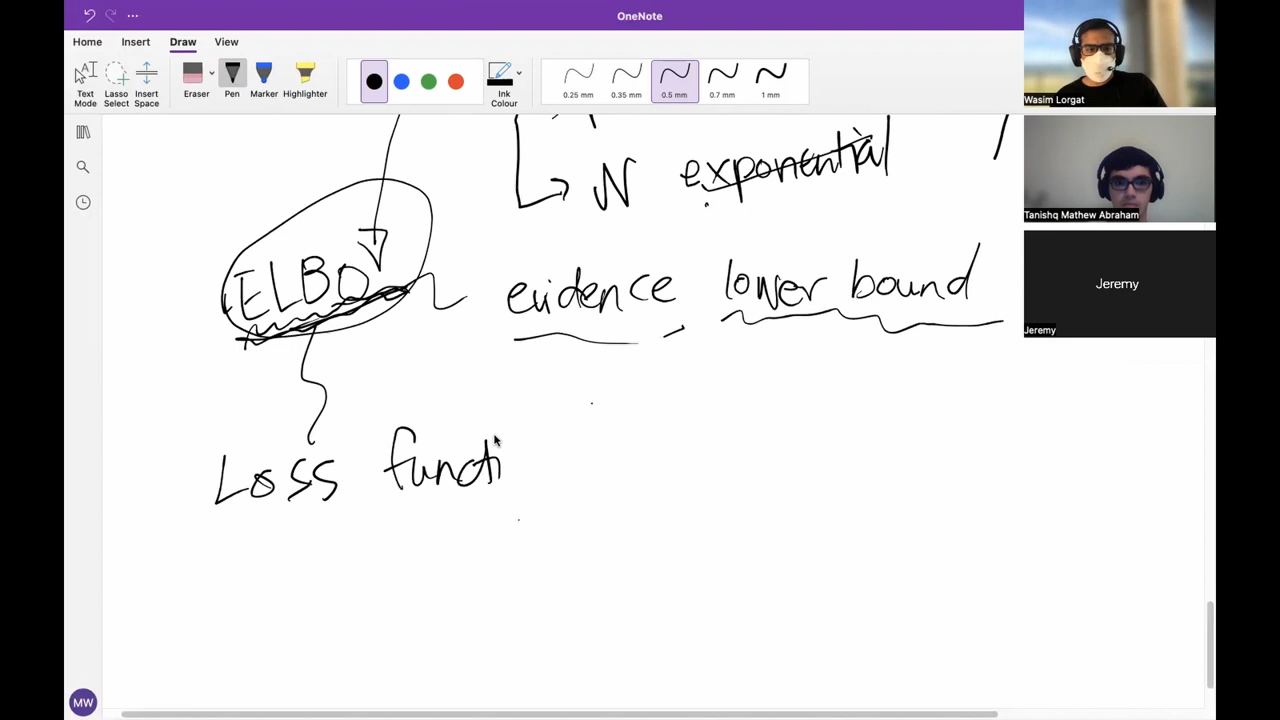 OneNote
Home Insert Draw View
Text Mode
Lasso Select
Insert Space
Eraser
Pen
Marker
Highlighter
Ink Colour
0.25 mm
0.35 mm
0.5 mm
0.7 mm
1 mm
Wasim Lorgat
Tanishq Mathew Abraham
Jeremy
Jeremy
N exponential
ELBO evidence lower bound
Loss functi
MW